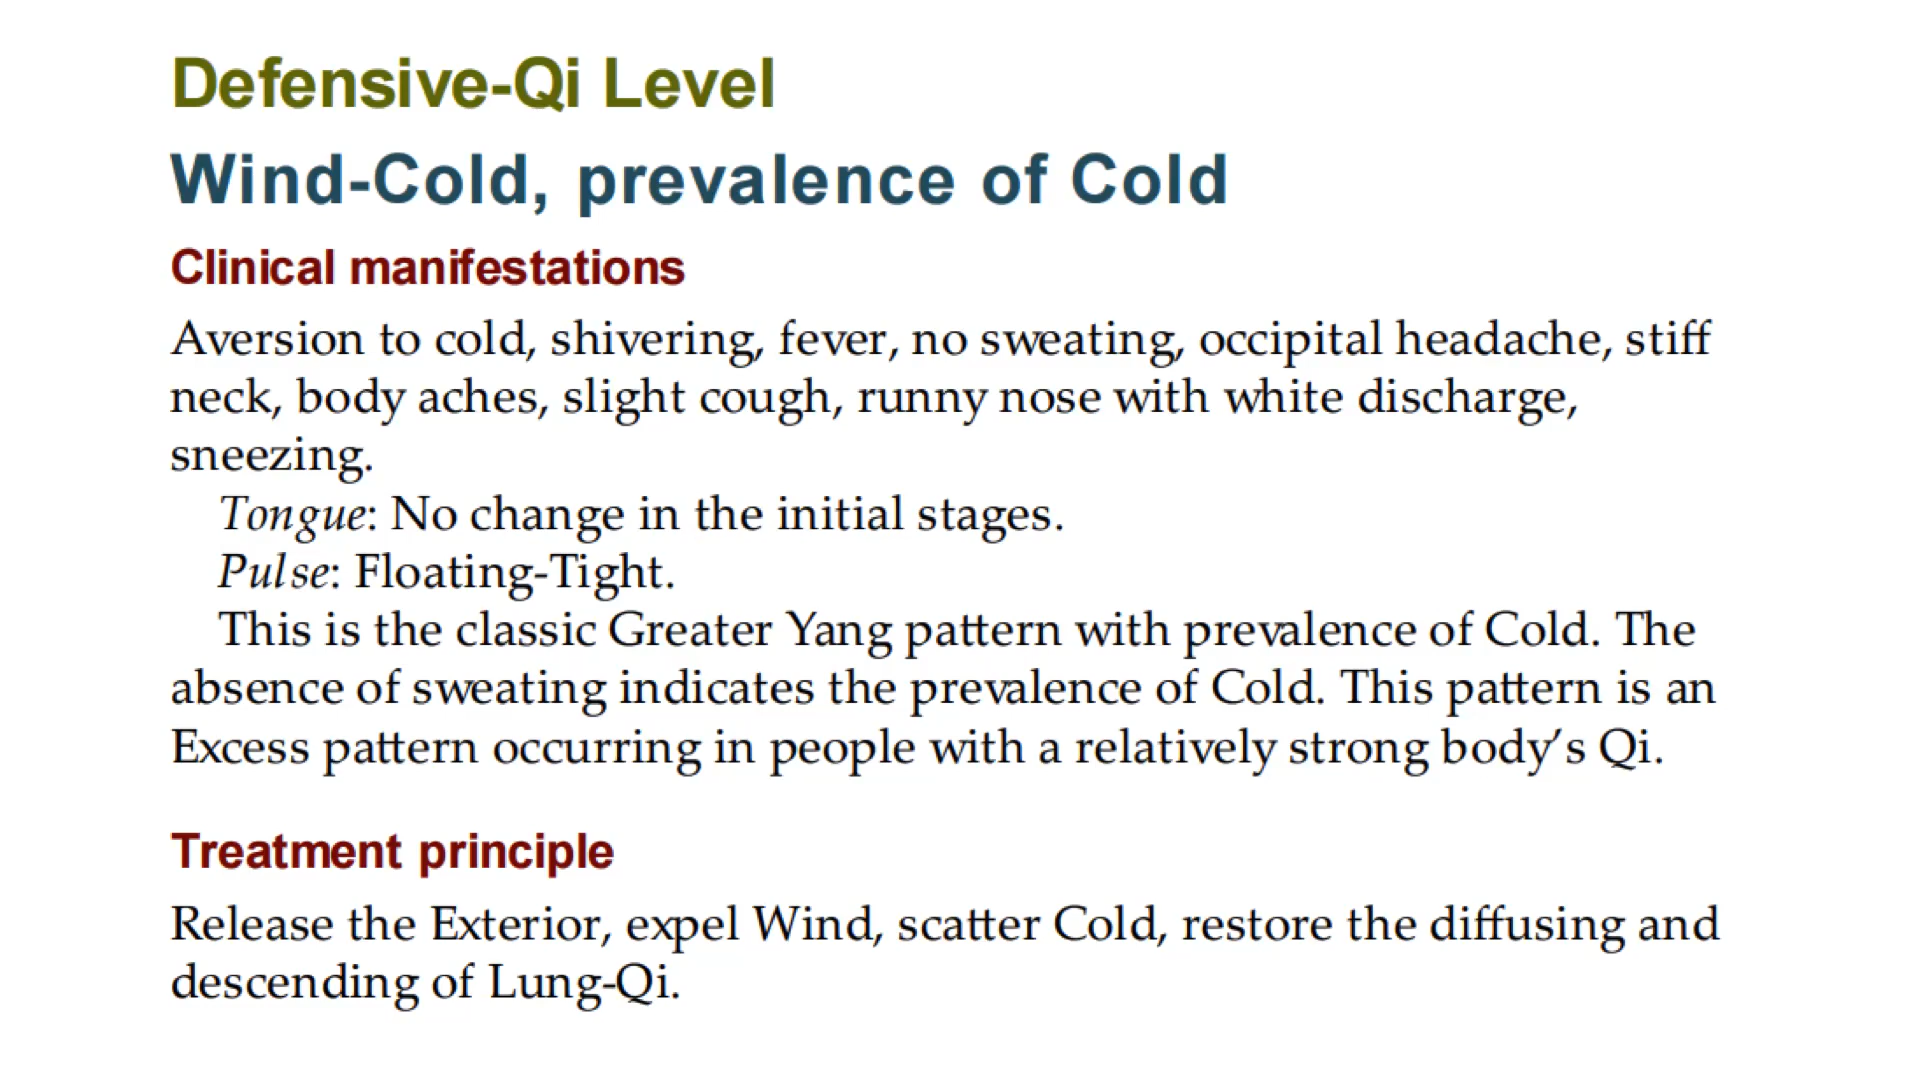 Defensive-Qi Level
Wind-Cold, prevalence of Cold
Clinical manifestations
Aversion to cold, shivering, fever, no sweating, occipital headache, stiff
neck, body aches, slight cough, runny nose with white discharge,
sneezing.
Tongue: No change in the initial stages.
Pulse: Floating-Tight.
This is the classic Greater Yang pattern with prevalence of Cold. The
absence of sweating indicates the prevalence of Cold. This pattern is an
Excess pattern occurring in people with a relatively strong body’s Qi.
Treatment principle
Release the Exterior, expel Wind, scatter Cold, restore the diffusing and
descending of Lung-Qi.